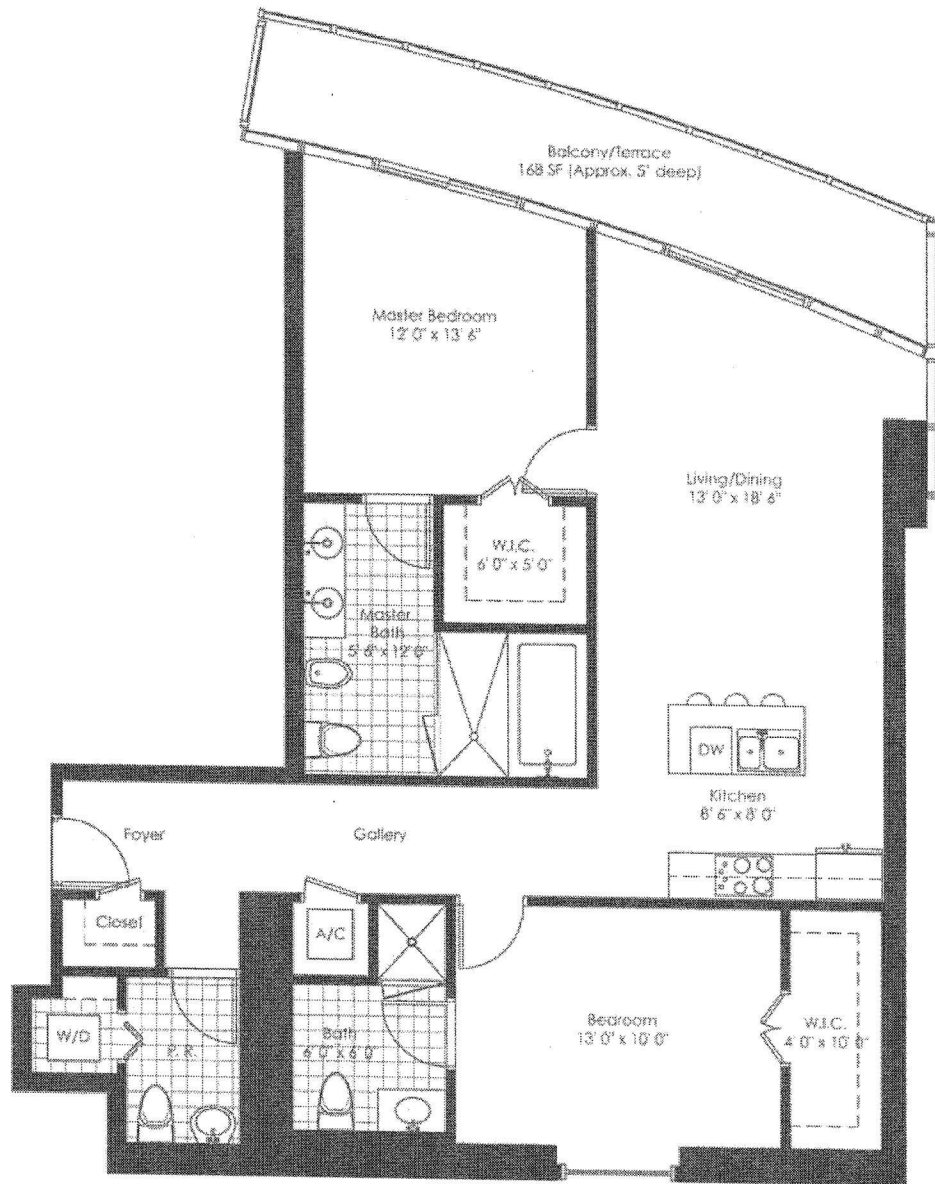 Balcony/Terrace
168 SF (Approx. 5' deep)
Master Bedroom
12' 0" x 13' 6"
Living/Dining
13' 0" x 18' 6"
W.I.C.
6' 0" x 5' 0"
Master
Bath
5' 6" x 12' 0"
DW
Kitchen
8' 6" x 8' 0"
Foyer
Gallery
Closet
A/C
W/D
P. R.
Bath
6' 0" x 6' 0"
Bedroom
13' 0" x 10' 0"
W.I.C.
4' 0" x 10' 0"